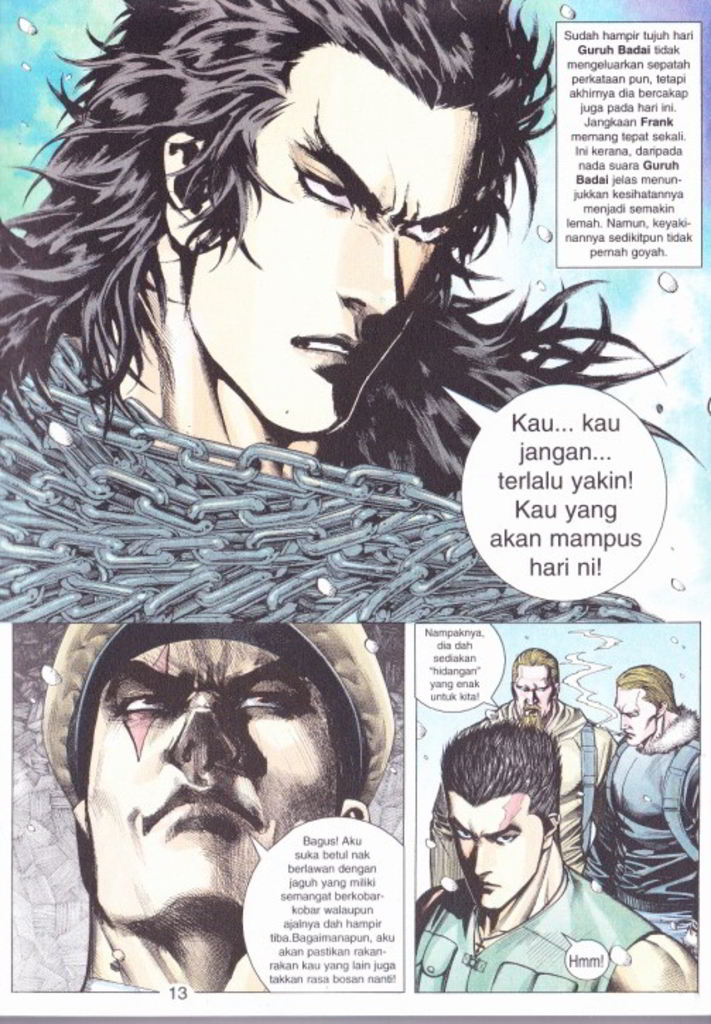 Sudah hampir tujuh hari
Guruh Badai tidak
mengeluarkan sepatah
perkataan pun, tetapi
akhirnya dia bercakap
juga pada hari ini.
Jangkaan Frank
memang tepat sekali.
Ini kerana, daripada
nada suara Guruh
Badai jelas menun-
jukkan kesihatannya
menjadi semakin
lemah. Namun, keyaki-
nannya sedikitpun tidak
pernah goyah.
Kau... kau
jangan...
terlalu yakin!
Kau yang
akan mampus
hari ni!
Bagus! Aku
suka betul nak
berlawan dengan
jaguh yang miliki
semangat berkobar-
kobar walaupun
ajalnya dah hampir
tiba.Bagaimanapun, aku
akan pastikan rakan-
rakan kau yang lain juga
takkan rasa bosan nanti!
Nampaknya,
dia dah
sediakan
"hidangan"
yang enak
untuk kita!
Hmm!
13